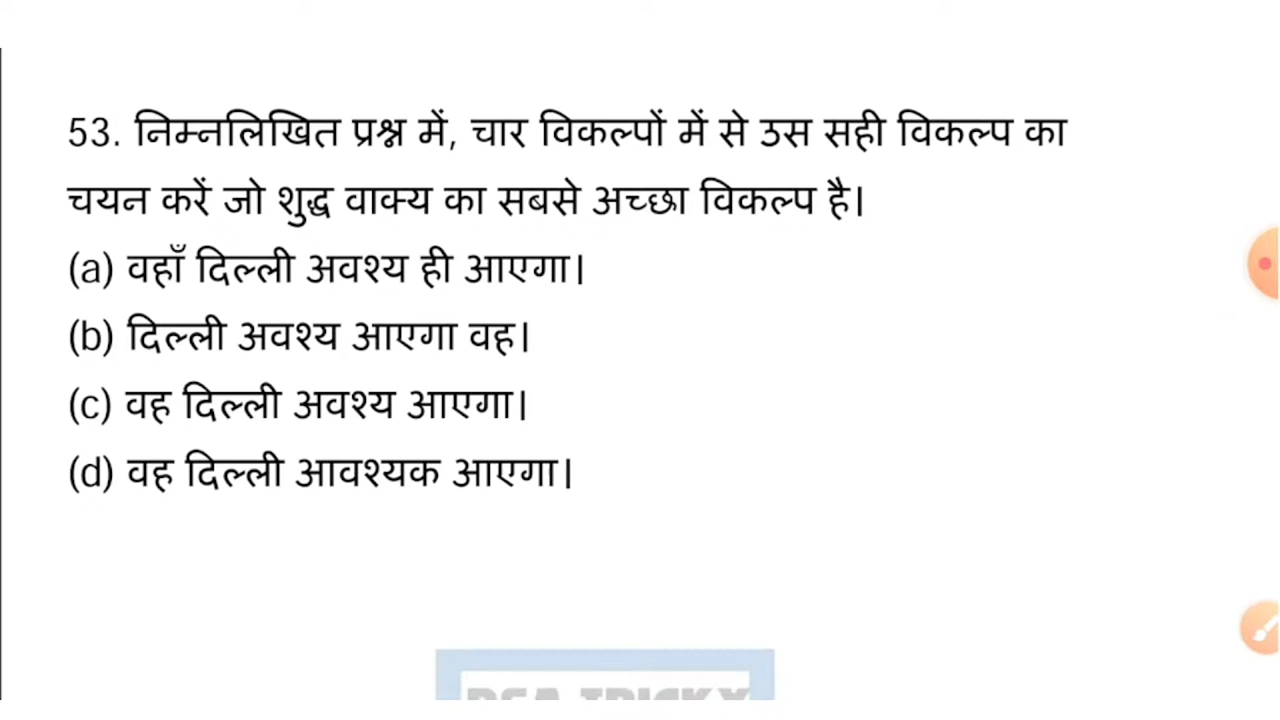 53. निम्नलिखित प्रश्न में, चार विकल्पों में से उस सही विकल्प का
चयन करें जो शुद्ध वाक्य का सबसे अच्छा विकल्प है।
(a) वहाँ दिल्ली अवश्य ही आएगा।
(b) दिल्ली अवश्य आएगा वह।
(c) वह दिल्ली अवश्य आएगा।
(d) वह दिल्ली आवश्यक आएगा।